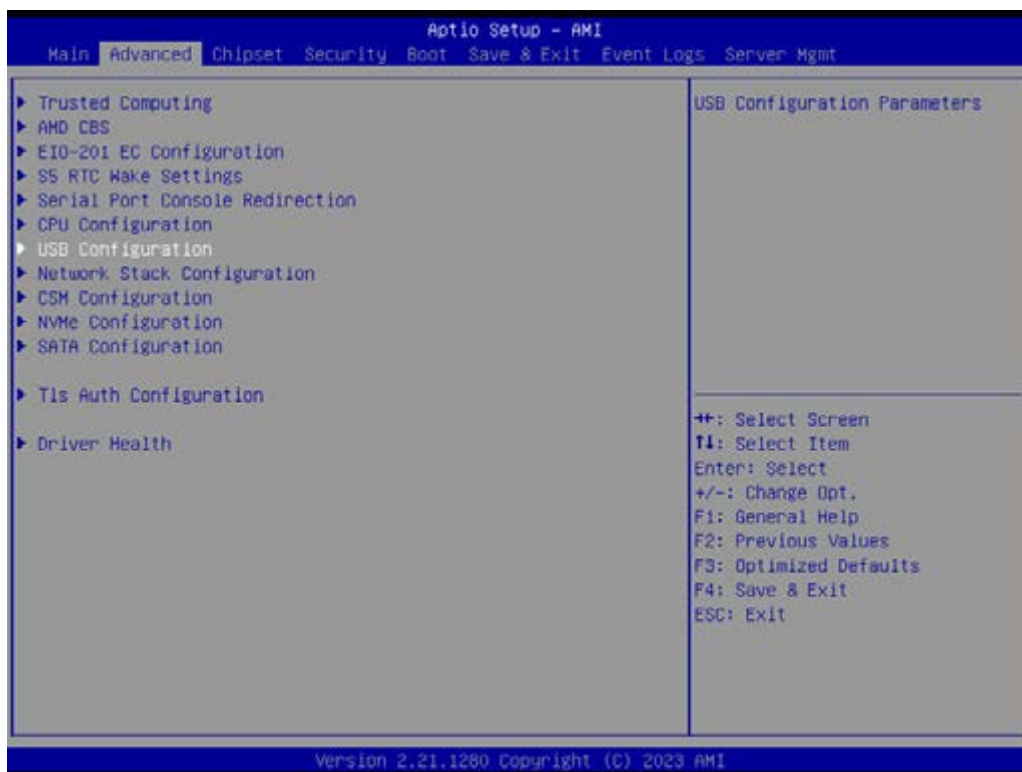 Aptio Setup – AMI
Main Advanced Chipset Security Boot Save & Exit Event Logs Server Mgmt
Trusted Computing
AMD CBS
EIO-201 EC Configuration
S5 RTC Wake Settings
Serial Port Console Redirection
CPU Configuration
USB Configuration
Network Stack Configuration
CSM Configuration
NVMe Configuration
SATA Configuration
Tls Auth Configuration
Driver Health
USB Configuration Parameters
→←: Select Screen
↑↓: Select Item
Enter: Select
+/-: Change Opt.
F1: General Help
F2: Previous Values
F3: Optimized Defaults
F4: Save & Exit
ESC: Exit
Version 2.21.1280 Copyright (C) 2023 AMI